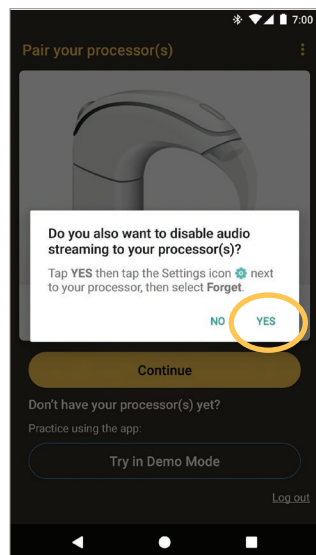 7:00
Pair your processor(s)
Do you also want to disable audio
streaming to your processor(s)?
Tap YES then tap the Settings icon next
to your processor, then select Forget.
NO YES
Continue
Don't have your processor(s) yet?
Practice using the app:
Try in Demo Mode
Log out